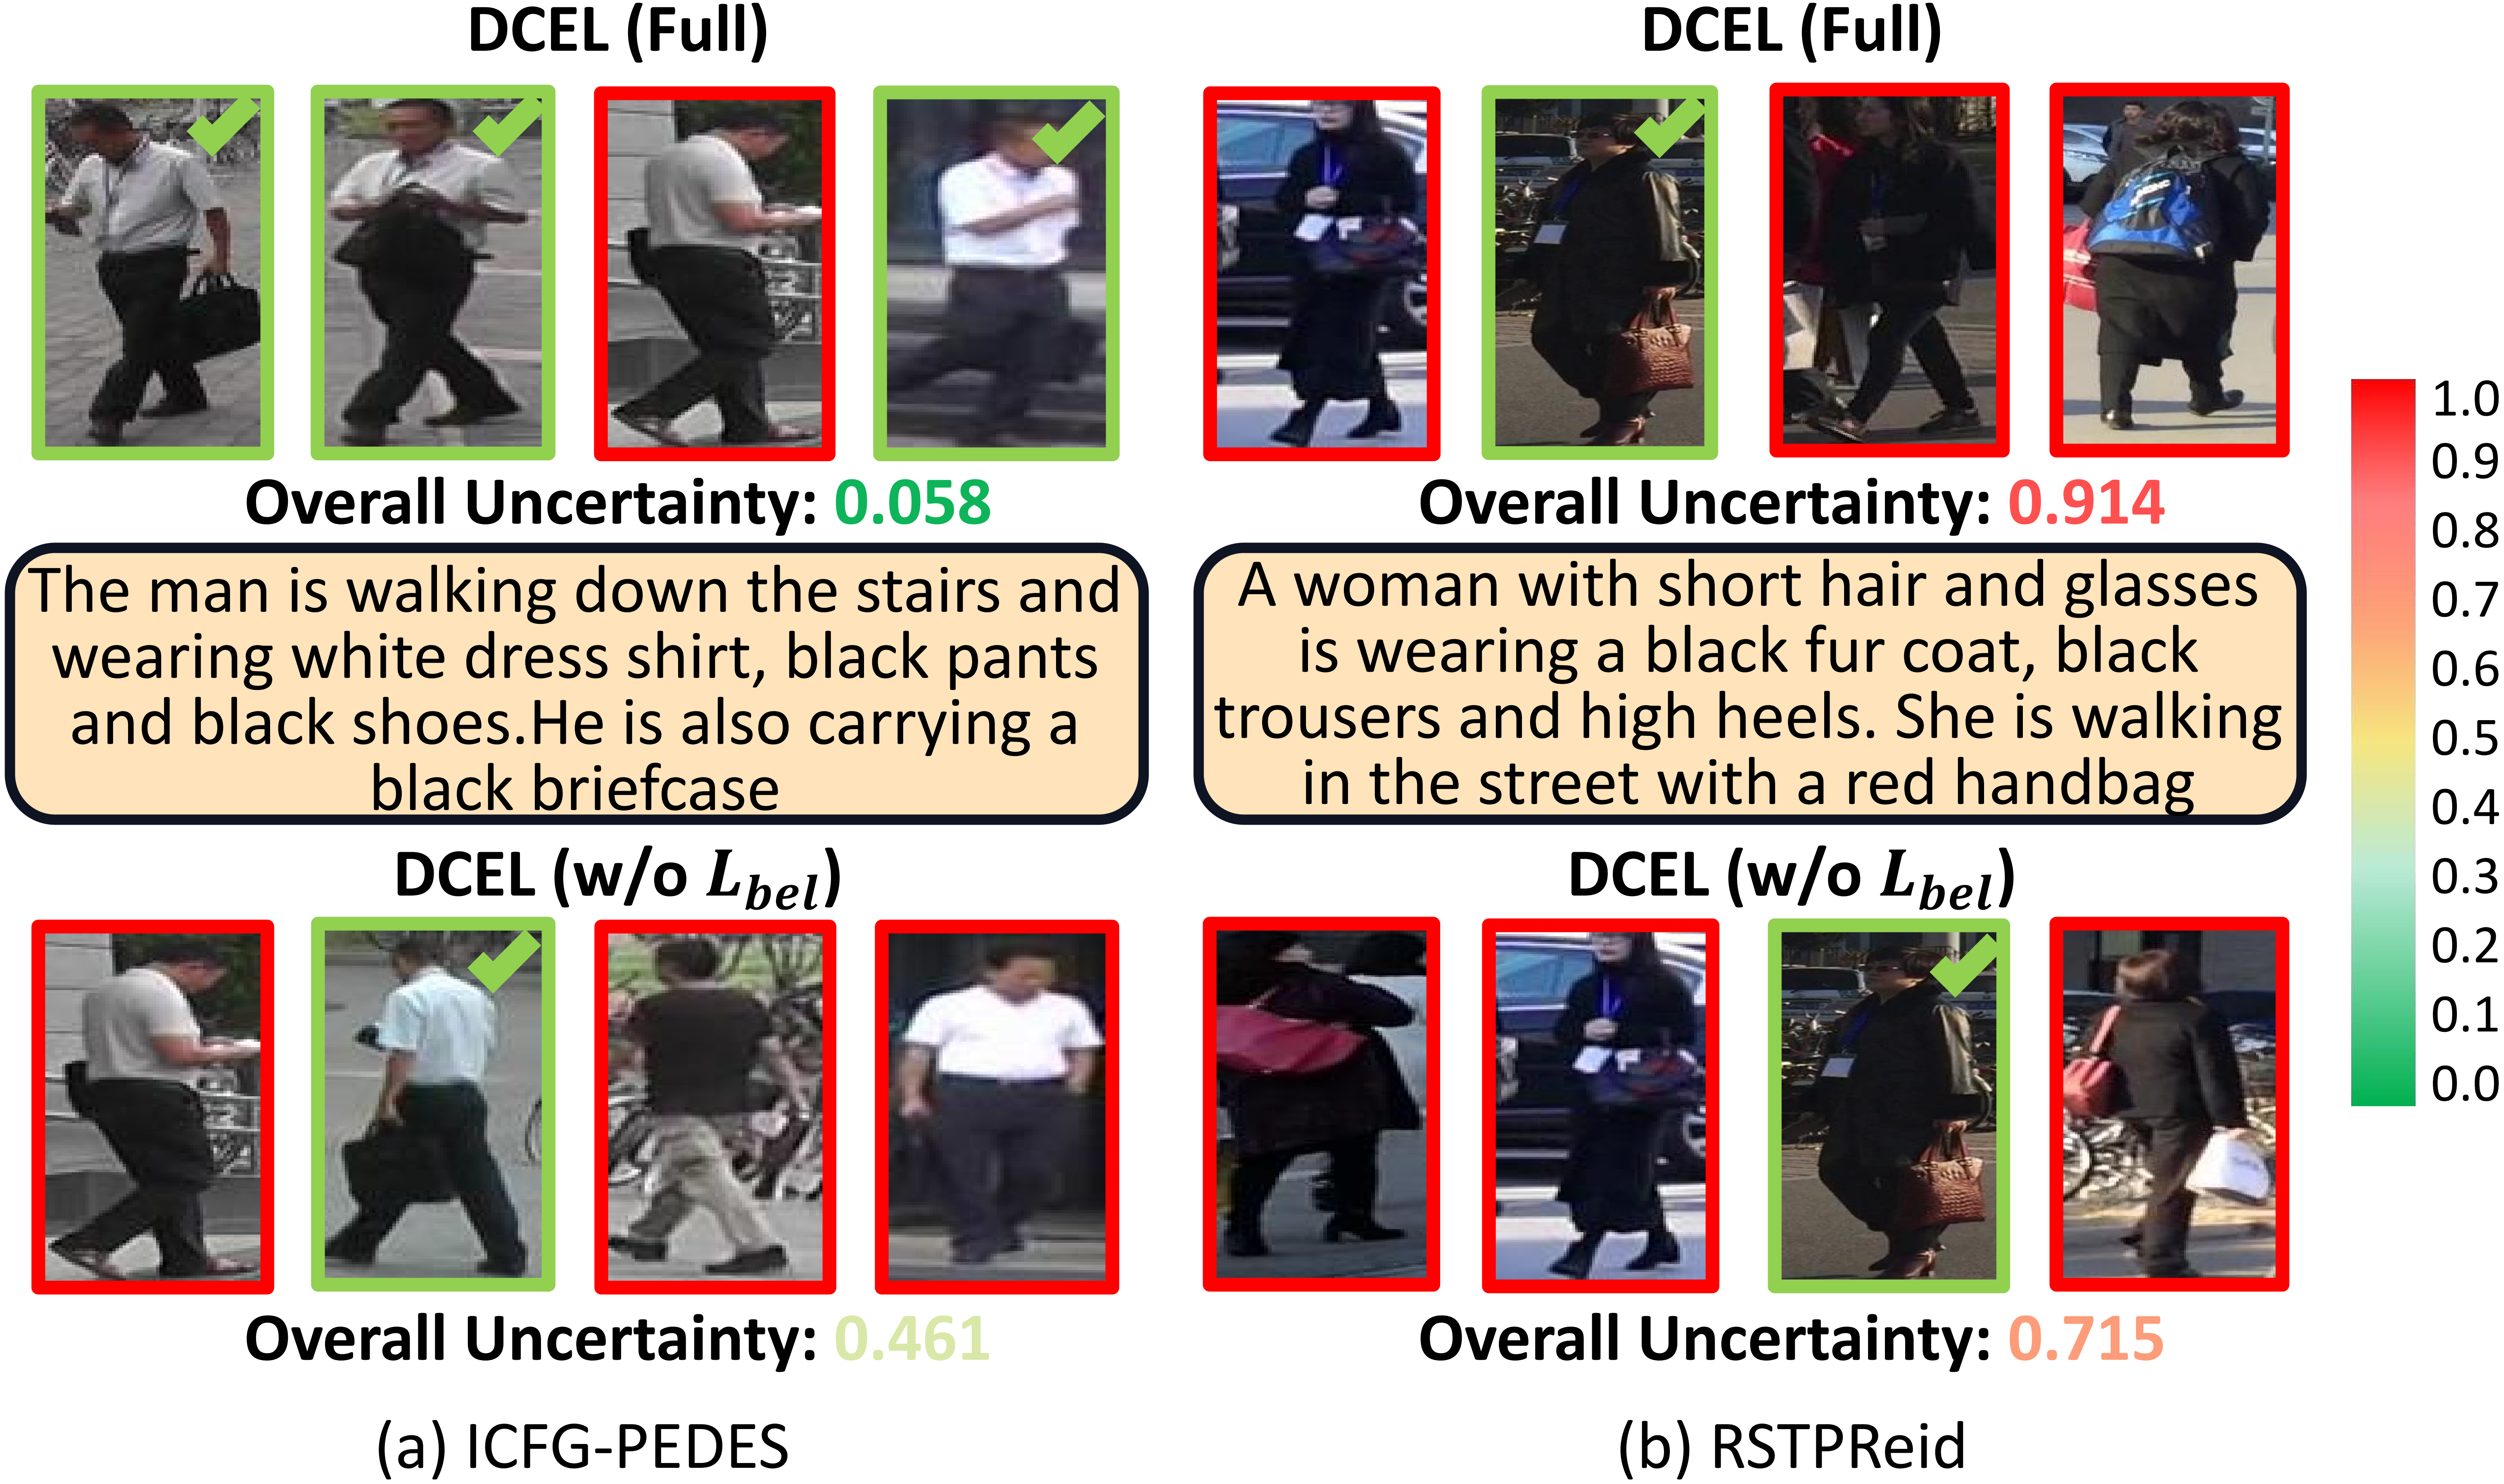 DCEL (Full)
Overall Uncertainty: 0.058
The man is walking down the stairs and
wearing white dress shirt, black pants
and black shoes.He is also carrying a
black briefcase
DCEL (w/o L_bel)
Overall Uncertainty: 0.461
(a) ICFG-PEDES
DCEL (Full)
Overall Uncertainty: 0.914
A woman with short hair and glasses
is wearing a black fur coat, black
trousers and high heels. She is walking
in the street with a red handbag
DCEL (w/o L_bel)
Overall Uncertainty: 0.715
(b) RSTPReid
1.0
0.9
0.8
0.7
0.6
0.5
0.4
0.3
0.2
0.1
0.0